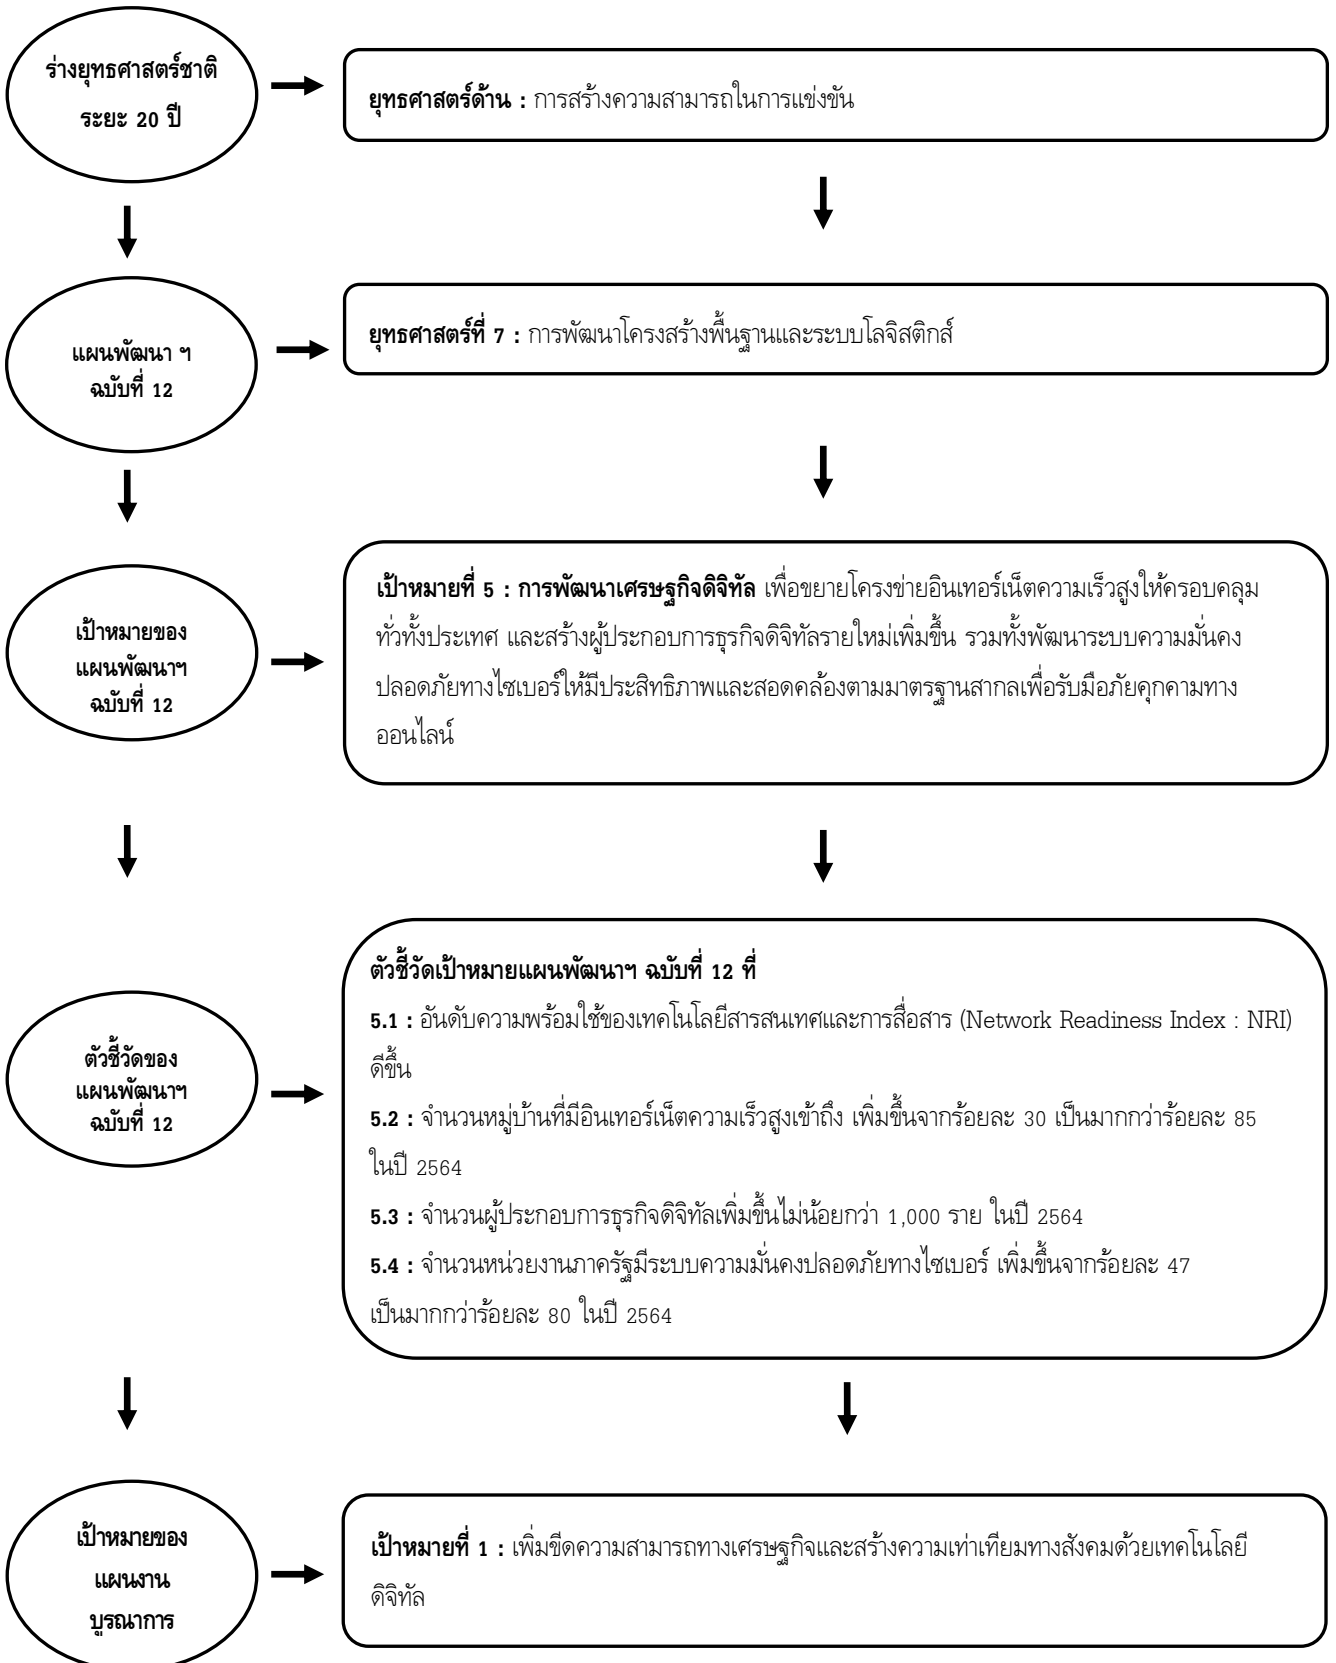 ร่างยุทธศาสตร์ชาติ
ระยะ 20 ปี
ยุทธศาสตร์ด้าน : การสร้างความสามารถในการแข่งขัน
แผนพัฒนา ฯ
ฉบับที่ 12
ยุทธศาสตร์ที่ 7 : การพัฒนาโครงสร้างพื้นฐานและระบบโลจิสติกส์
เป้าหมายของ
แผนพัฒนาฯ
ฉบับที่ 12
เป้าหมายที่ 5 : การพัฒนาเศรษฐกิจดิจิทัล เพื่อขยายโครงข่ายอินเทอร์เน็ตความเร็วสูงให้ครอบคลุม
ทั่วทั้งประเทศ และสร้างผู้ประกอบการธุรกิจดิจิทัลรายใหม่เพิ่มขึ้น รวมทั้งพัฒนาระบบความมั่นคง
ปลอดภัยทางไซเบอร์ให้มีประสิทธิภาพและสอดคล้องตามมาตรฐานสากลเพื่อรับมือภัยคุกคามทาง
ออนไลน์
ตัวชี้วัดของ
แผนพัฒนาฯ
ฉบับที่ 12
ตัวชี้วัดเป้าหมายแผนพัฒนาฯ ฉบับที่ 12 ที่
5.1 : อันดับความพร้อมใช้ของเทคโนโลยีสารสนเทศและการสื่อสาร (Network Readiness Index : NRI)
ดีขึ้น
5.2 : จำนวนหมู่บ้านที่มีอินเทอร์เน็ตความเร็วสูงเข้าถึง เพิ่มขึ้นจากร้อยละ 30 เป็นมากกว่าร้อยละ 85
ในปี 2564
5.3 : จำนวนผู้ประกอบการธุรกิจดิจิทัลเพิ่มขึ้นไม่น้อยกว่า 1,000 ราย ในปี 2564
5.4 : จำนวนหน่วยงานภาครัฐมีระบบความมั่นคงปลอดภัยทางไซเบอร์ เพิ่มขึ้นจากร้อยละ 47
เป็นมากกว่าร้อยละ 80 ในปี 2564
เป้าหมายของ
แผนงาน
บูรณาการ
เป้าหมายที่ 1 : เพิ่มขีดความสามารถทางเศรษฐกิจและสร้างความเท่าเทียมทางสังคมด้วยเทคโนโลยี
ดิจิทัล